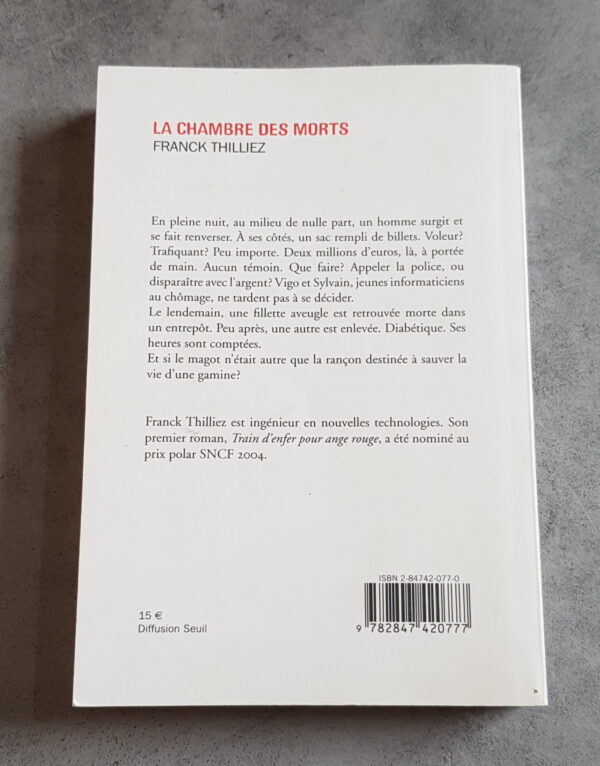 LA CHAMBRE DES MORTS
FRANCK THILLIEZ
En pleine nuit, au milieu de nulle part, un homme surgit et
se fait renverser. À ses côtés, un sac rempli de billets. Voleur?
Trafiquant? Peu importe. Deux millions d'euros, là, à portée
de main. Aucun témoin. Que faire? Appeler la police, ou
disparaître avec l'argent? Vigo et Sylvain, jeunes informaticiens
au chômage, ne tardent pas à se décider.
Le lendemain, une fillette aveugle est retrouvée morte dans
un entrepôt. Peu après, une autre est enlevée. Diabétique. Ses
heures sont comptées.
Et si le magot n'était autre que la rançon destinée à sauver la
vie d'une gamine?
Franck Thilliez est ingénieur en nouvelles technologies. Son
premier roman, Train d'enfer pour ange rouge, a été nominé au
prix polar SNCF 2004.
ISBN 2-84742-077-0
15 €
Diffusion Seuil
9 782847 420777